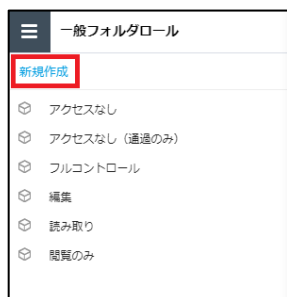 一般フォルダロール
新規作成
アクセスなし
アクセスなし（通過のみ）
フルコントロール
編集
読み取り
閲覧のみ